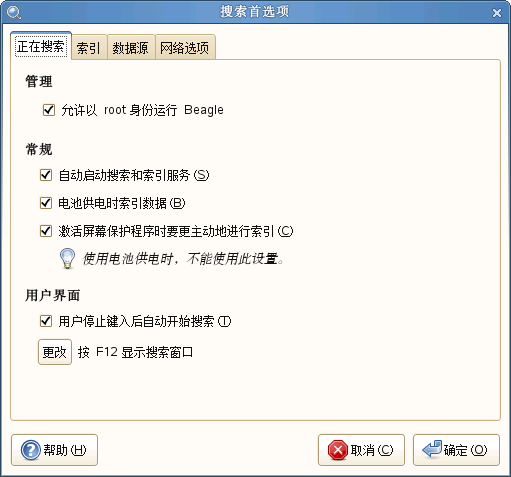 搜索首选项
正在搜索 索引 数据源 网络选项
管理
允许以 root 身份运行 Beagle
常规
自动启动搜索和索引服务(S)
电池供电时索引数据(B)
激活屏幕保护程序时要更主动地进行索引(C)
使用电池供电时，不能使用此设置。
用户界面
用户停止键入后自动开始搜索(T)
更改 按 F12 显示搜索窗口
帮助(H) 取消(C) 确定(O)